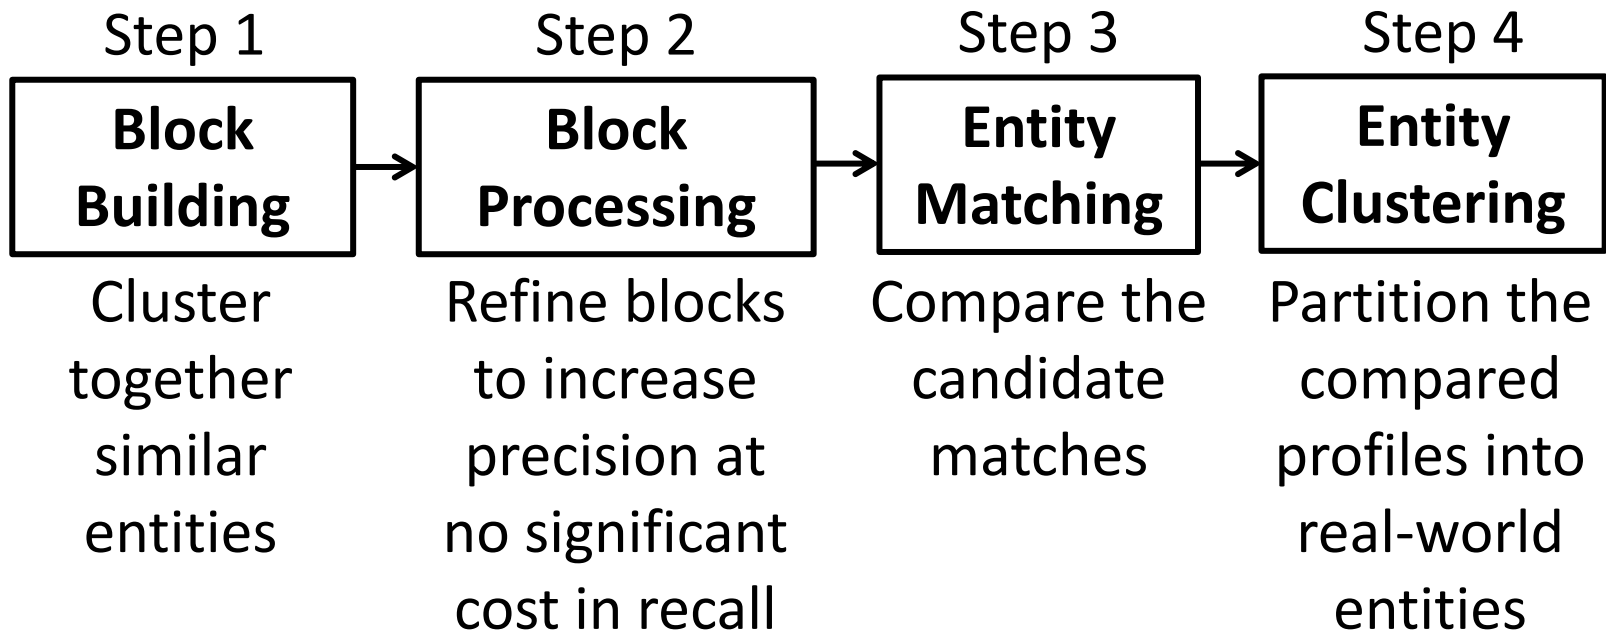 Step 1
Block
Building
Cluster
together
similar
entities
Step 2
Block
Processing
Refine blocks
to increase
precision at
no significant
cost in recall
Step 3
Entity
Matching
Compare the
candidate
matches
Step 4
Entity
Clustering
Partition the
compared
profiles into
real-world
entities